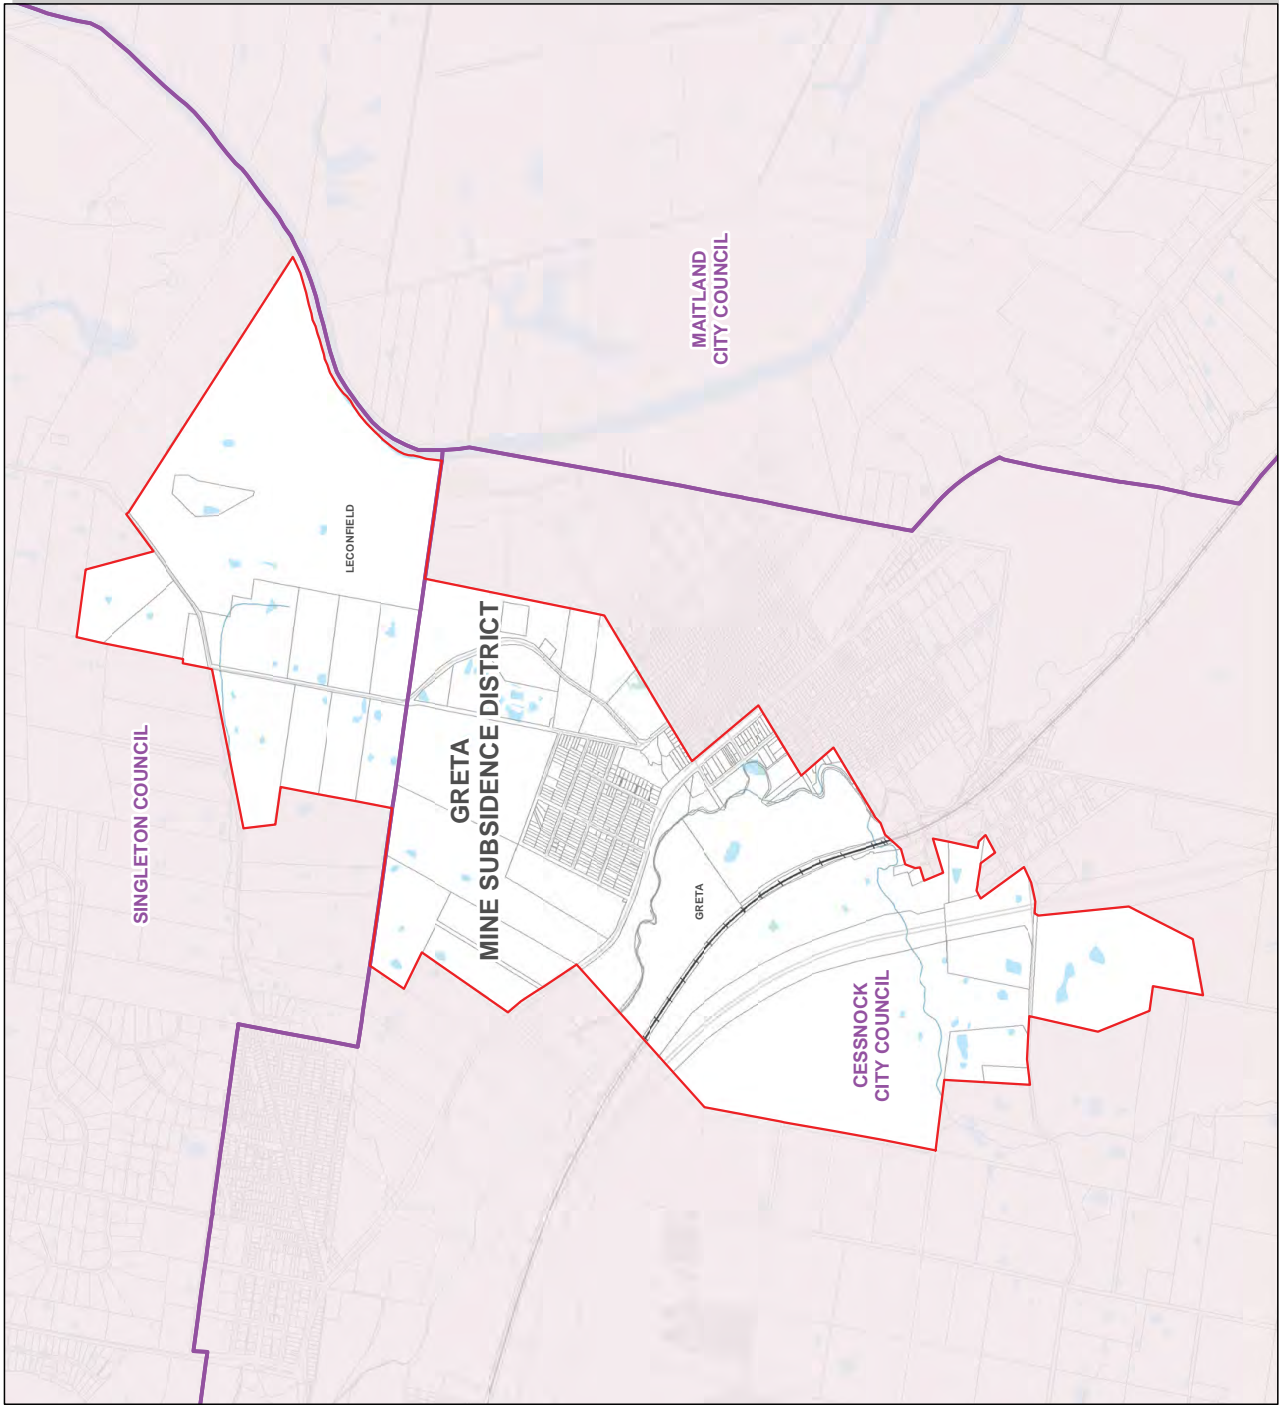 SINGLETON COUNCIL
LECONFIELD
GRETA
MINE SUBSIDENCE DISTRICT
MAITLAND
CITY COUNCIL
GRETA
CESSNOCK
CITY COUNCIL